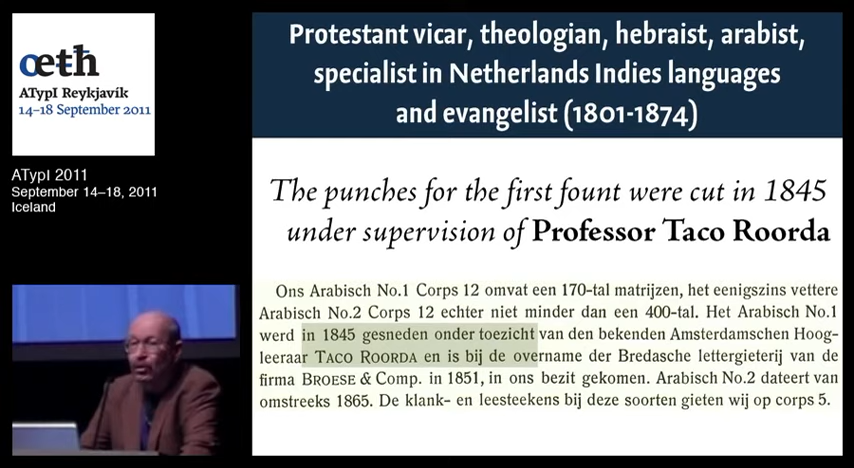 œth
ATypI Reykjavík
14–18 September 2011
ATypI 2011
September 14–18, 2011
Iceland
Protestant vicar, theologian, hebraist, arabist,
specialist in Netherlands Indies languages
and evangelist (1801-1874)
The punches for the first fount were cut in 1845
under supervision of Professor Taco Roorda
Ons Arabisch No.1 Corps 12 omvat een 170-tal matrijzen, het eenigszins vettere
Arabisch No.2 Corps 12 echter niet minder dan een 400-tal. Het Arabisch No.1
werd in 1845 gesneden onder toezicht van den bekenden Amsterdamschen Hoog-
leeraar TACO ROORDA en is bij de overname der Bredasche lettergieterij van de
firma BROESE & Comp. in 1851, in ons bezit gekomen. Arabisch No.2 dateert van
omstreeks 1865. De klank- en leesteekens bij deze soorten gieten wij op corps 5.